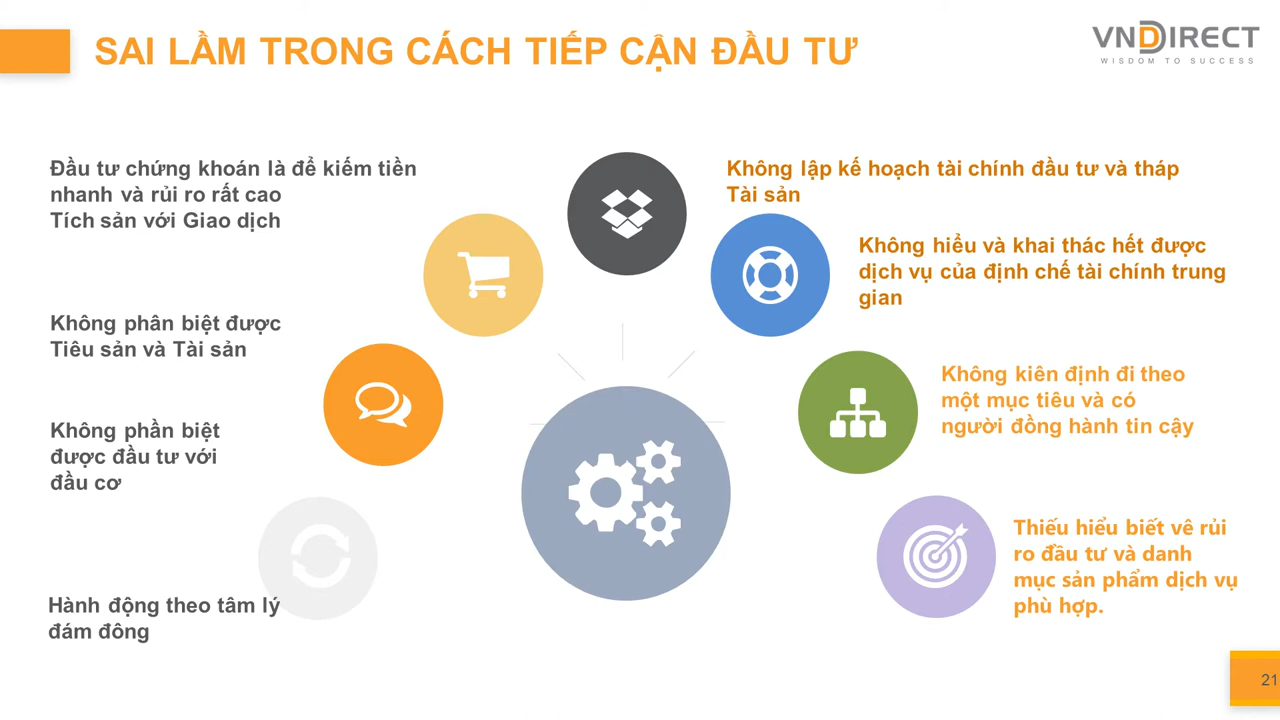 SAI LẦM TRONG CÁCH TIẾP CẬN ĐẦU TƯ
VNDIRECT
WISDOM TO SUCCESS
Đầu tư chứng khoán là để kiếm tiền
nhanh và rủi ro rất cao
Tích sản với Giao dịch
Không phân biệt được
Tiêu sản và Tài sản
Không phần biệt
được đầu tư với
đầu cơ
Hành động theo tâm lý
đám đông
Không lập kế hoạch tài chính đầu tư và tháp
Tài sản
Không hiểu và khai thác hết được
dịch vụ của định chế tài chính trung
gian
Không kiên định đi theo
một mục tiêu và có
người đồng hành tin cậy
Thiếu hiểu biết vê rủi
ro đầu tư và danh
mục sản phẩm dịch vụ
phù hợp.
21